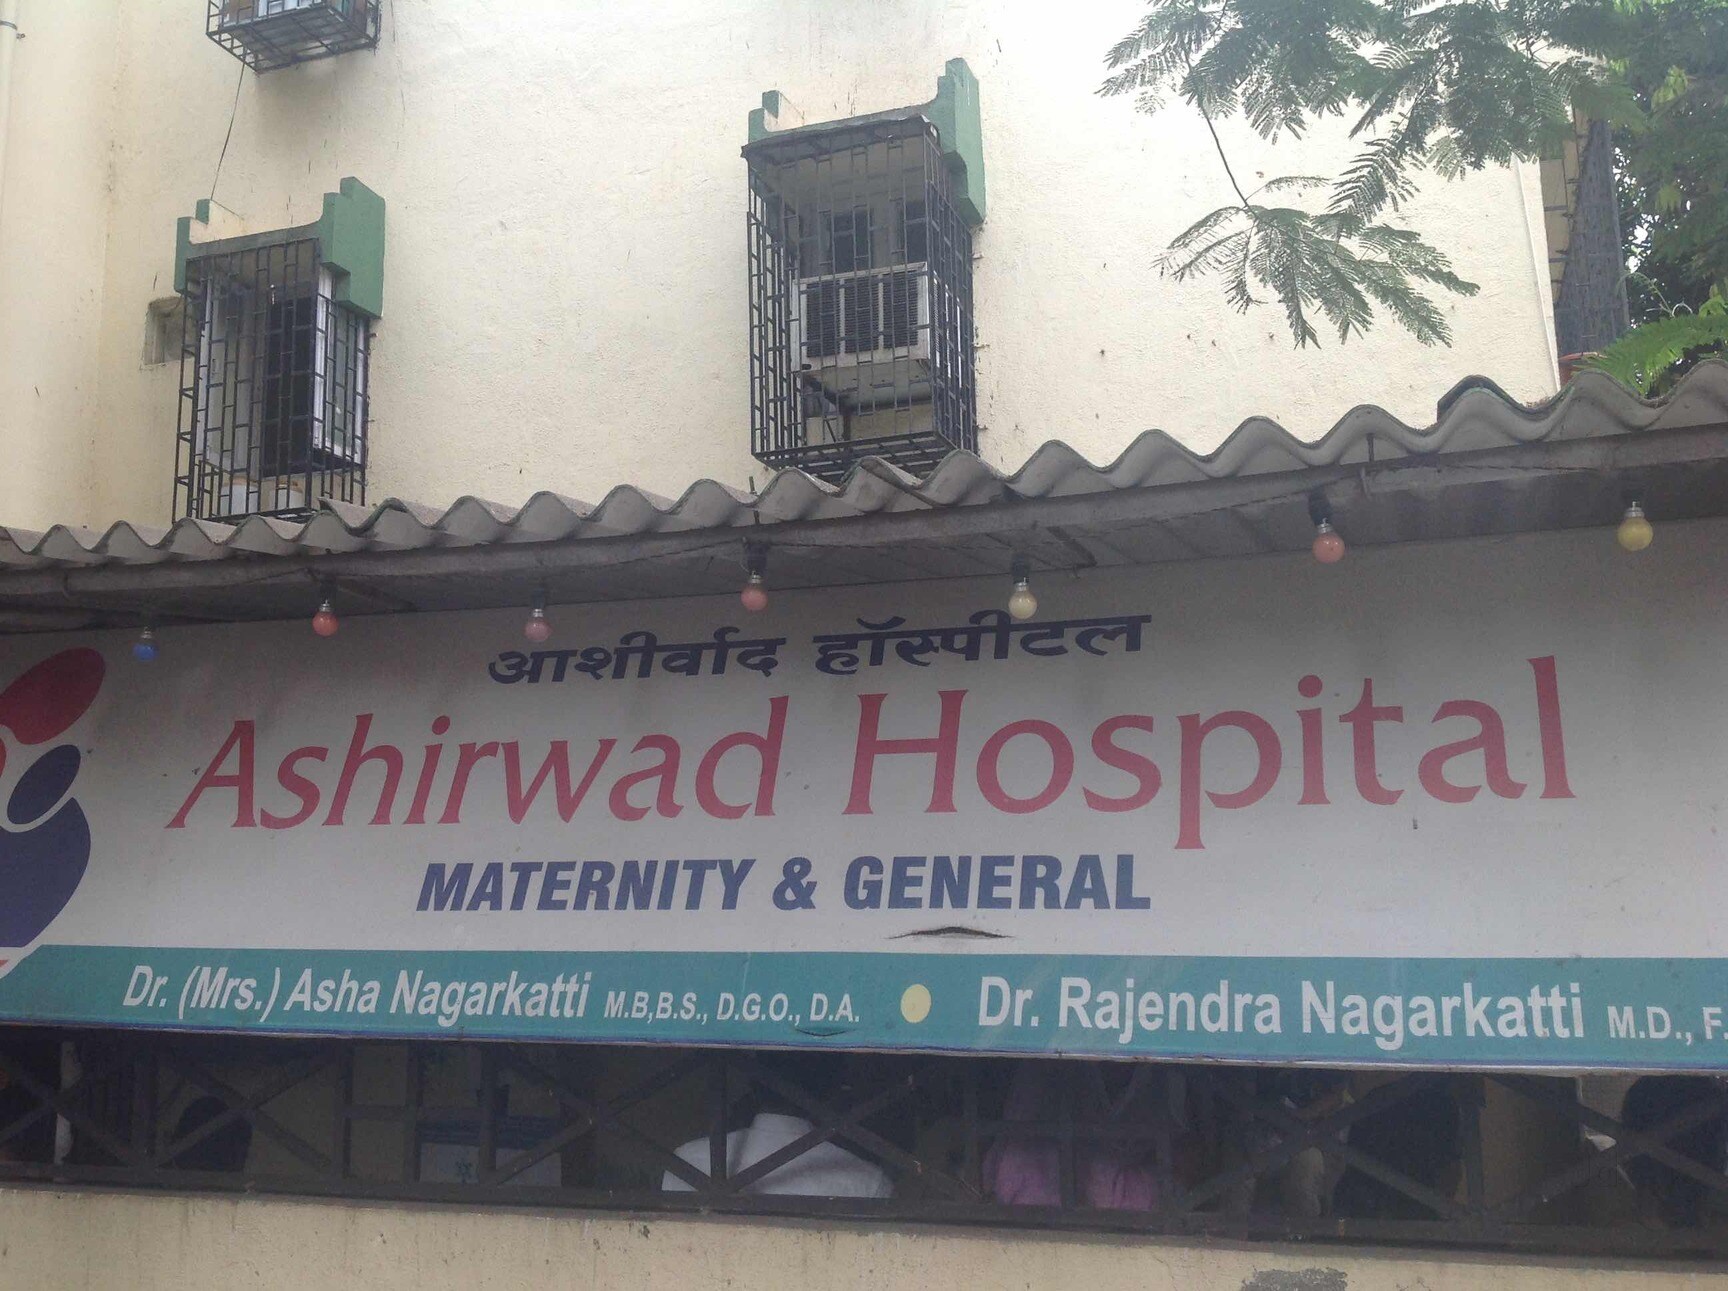 आशीर्वाद हॉस्पीटल
Ashirwad Hospital
MATERNITY & GENERAL
Dr. (Mrs.) Asha Nagarkatti M.B,B.S., D.G.O., D.A. Dr. Rajendra Nagarkatti M.D., F.